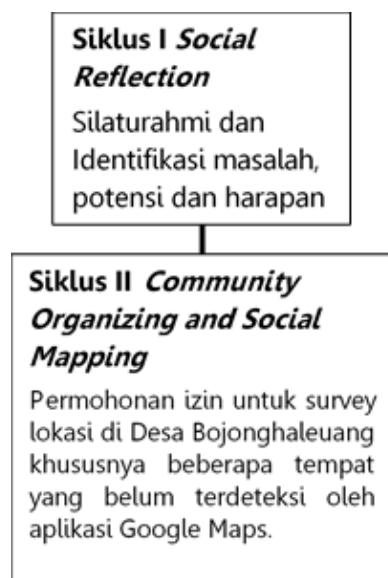 Siklus I Social
Reflection
Silaturahmi dan
Identifikasi masalah,
potensi dan harapan
Siklus II Community
Organizing and Social
Mapping
Permohonan izin untuk survey
lokasi di Desa Bojonghaleuang
khususnya beberapa tempat
yang belum terdeteksi oleh
aplikasi Google Maps.